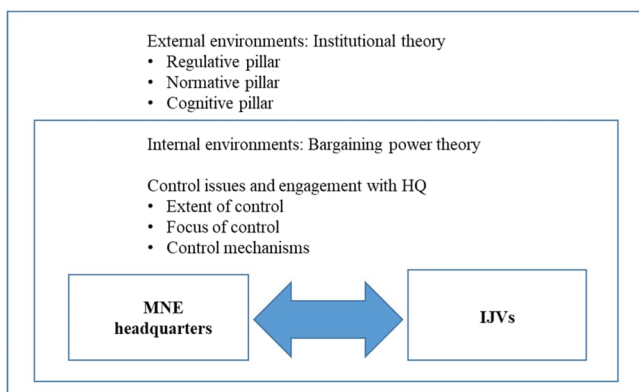 External environments: Institutional theory
• Regulative pillar
• Normative pillar
• Cognitive pillar
Internal environments: Bargaining power theory
Control issues and engagement with HQ
• Extent of control
• Focus of control
• Control mechanisms
MNE
headquarters
IJVs